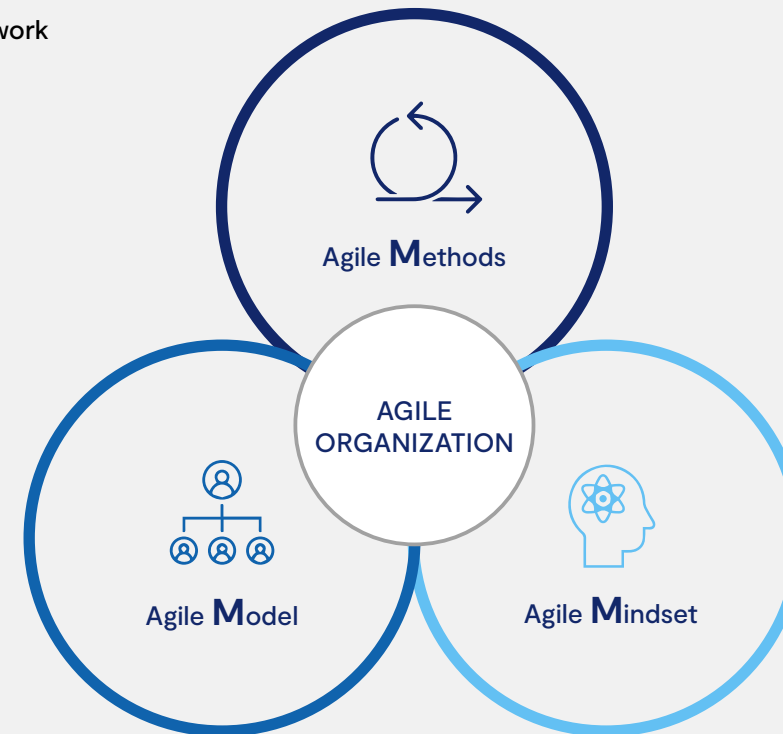 work
Agile Methods
AGILE
ORGANIZATION
Agile Model
Agile Mindset